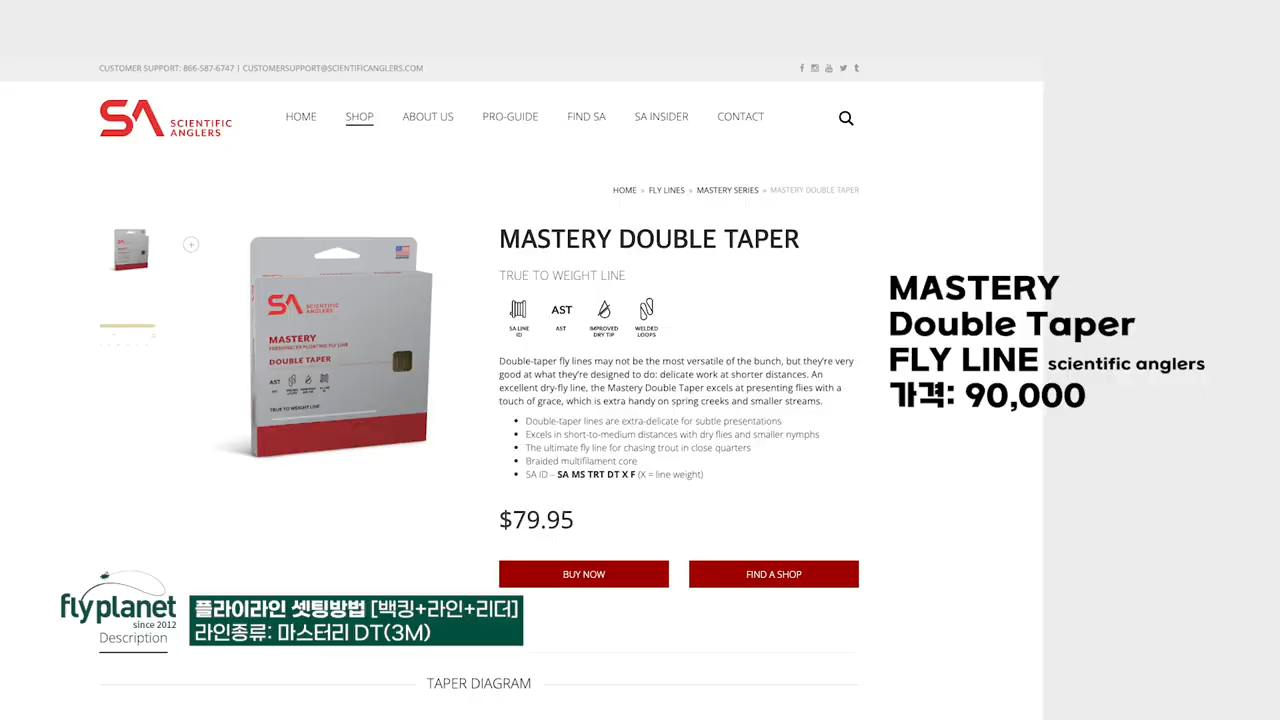 CUSTOMER SUPPORT: 866-587-6747 | CUSTOMERSUPPORT@SCIENTIFICANGLERS.COM
SA SCIENTIFIC ANGLERS
HOME SHOP ABOUT US PRO-GUIDE FIND SA SA INSIDER CONTACT
HOME » FLY LINES » MASTERY SERIES » MASTERY DOUBLE TAPER
SA SCIENTIFIC ANGLERS
MASTERY
DOUBLE TAPER
AST
TRUE TO WEIGHT LINE
MASTERY DOUBLE TAPER
TRUE TO WEIGHT LINE
AST
SA LINE ID AST IMPROVED DRY TIP WELDED LOOPS
Double-taper fly lines may not be the most versatile of the bunch, but they're very
good at what they're designed to do: delicate work at shorter distances. An
excellent dry-fly line, the Mastery Double Taper excels at presenting flies with a
touch of grace, which is extra handy on spring creeks and smaller streams.
Double-taper lines are extra-delicate for subtle presentations
Excels in short-to-medium distances with dry flies and smaller nymphs
The ultimate fly line for chasing trout in close quarters
Braided multifilament core
SA ID – SA MS TRT DT X F (X = line weight)
$79.95
BUY NOW FIND A SHOP
MASTERY
Double Taper
FLY LINE scientific anglers
가격: 90,000
flyplanet
since 2012
플라이라인 셋팅방법 [백킹+라인+리더]
라인종류: 마스터리 DT(3M)
Description
TAPER DIAGRAM